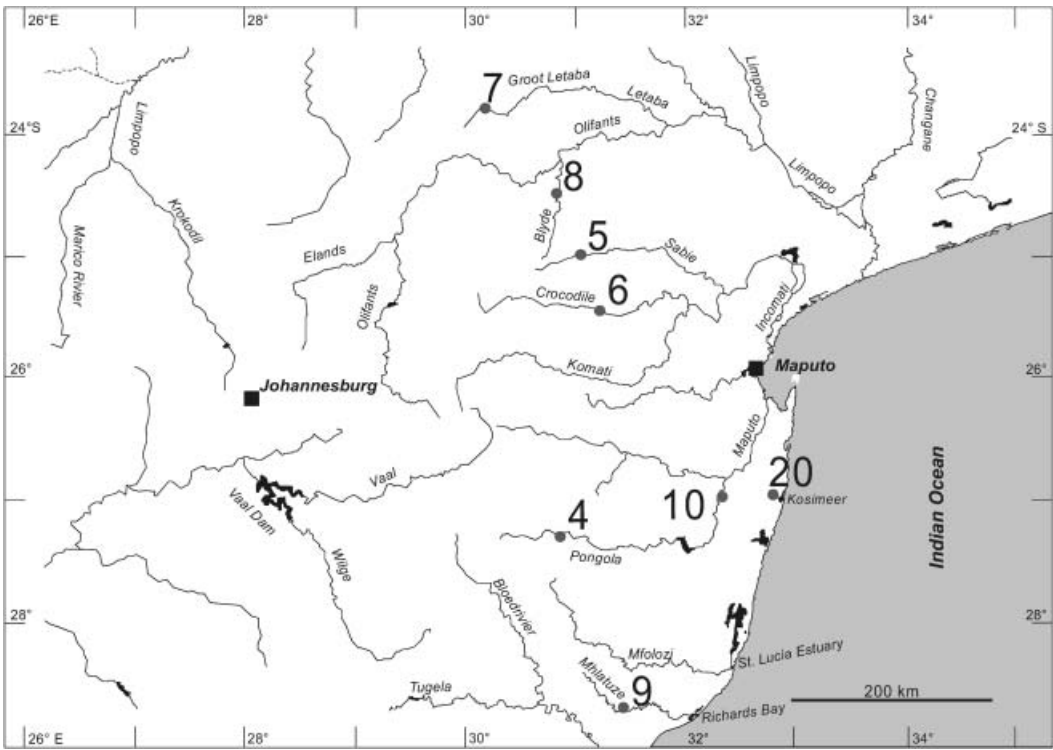 26°E
28°
30°
32°
34°
7
Groot Letaba
Letaba
Limpopo
Changane
Limpopo
24°S
24° S
Olifants
Limpopo
8
Krokodil
Marico Rivier
Blyde
5
Sabie
Elands
Crocodile
6
Olifants
Incomati
Komati
26°
26°
Johannesburg
Maputo
Maputo
Vaal
10
20
Kosimeer
Vaal Dam
4
Pongola
Wilge
Bloedrivier
Indian Ocean
28°
28°
Mfolozi
St. Lucia Estuary
Mhlatuze
9
Tugela
Richards Bay
200 km
26° E
28°
30°
32°
34°